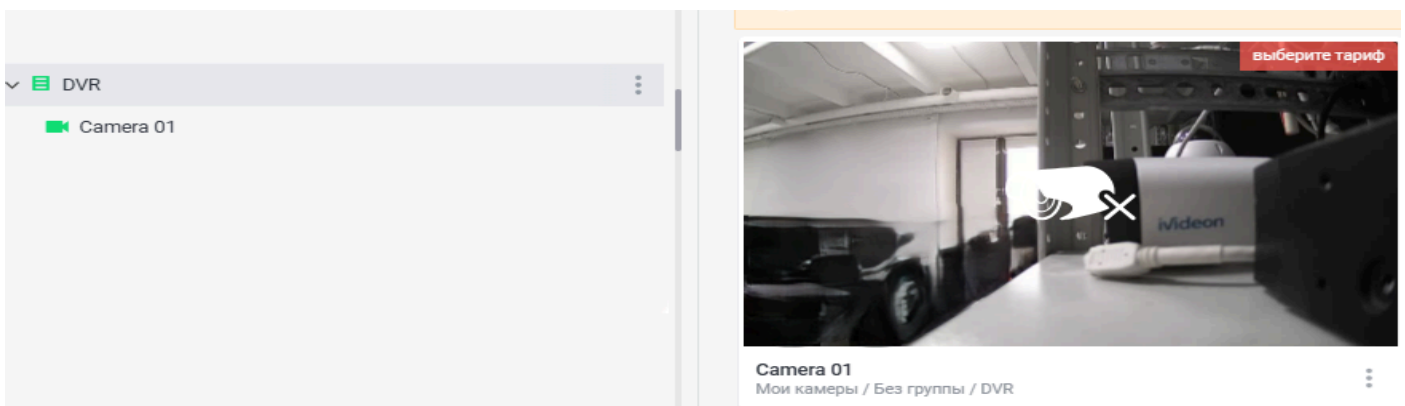 DVR
Camera 01
выберите тариф
iVideon
Camera 01
Мои камеры / Без группы / DVR